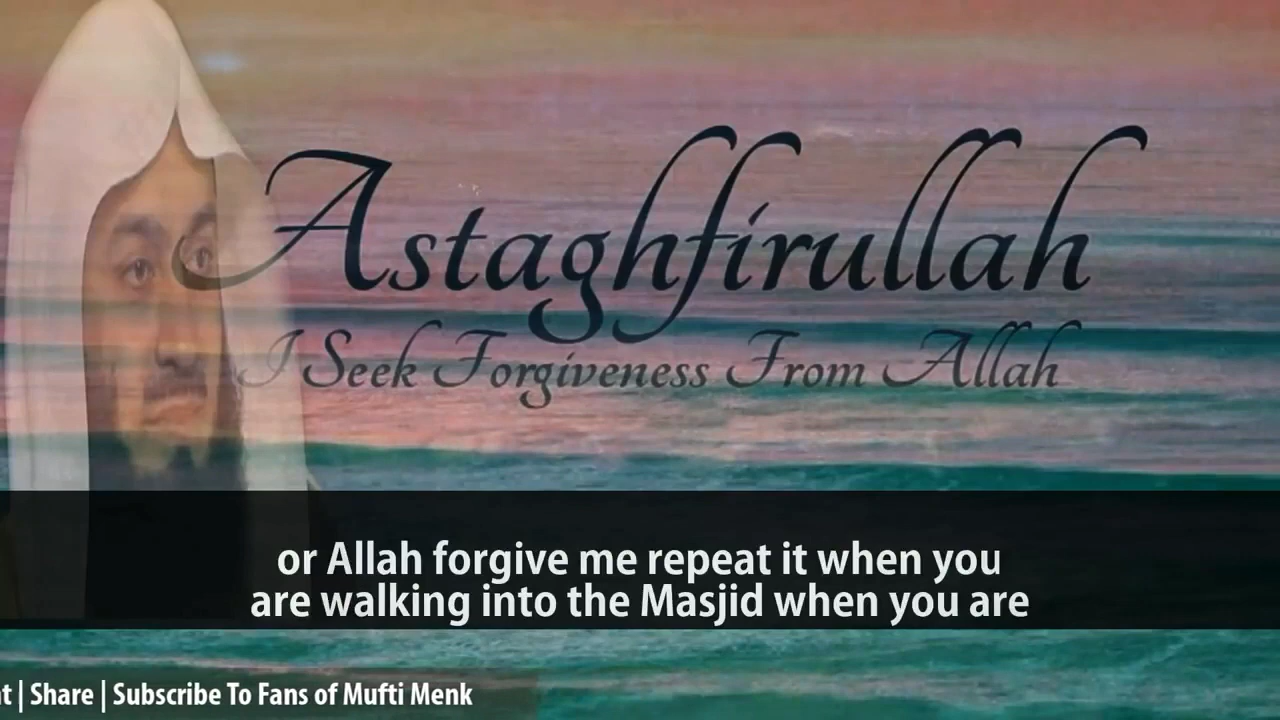 Astaghfirullah
I Seek Forgiveness From Allah
or Allah forgive me repeat it when you
are walking into the Masjid when you are
t | Share | Subscribe To Fans of Mufti Menk